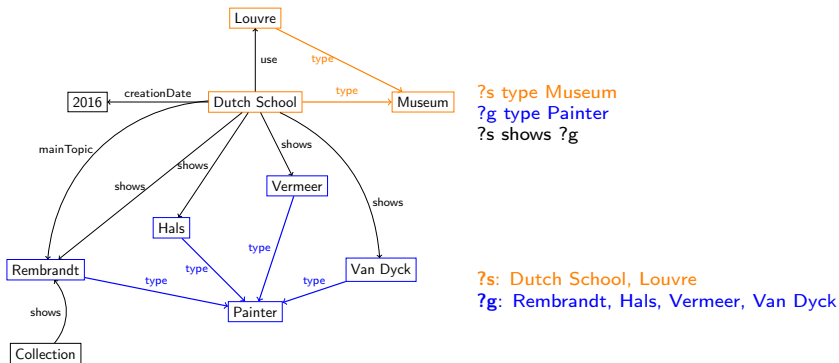 Louvre
type
use
2016
creationDate
Dutch School
type
Museum
?s type Museum
?g type Painter
?s shows ?g
mainTopic
shows
shows
shows
shows
Vermeer
Hals
type
type
type
type
Rembrandt
Van Dyck
Painter
?s: Dutch School, Louvre
?g: Rembrandt, Hals, Vermeer, Van Dyck
shows
Collection